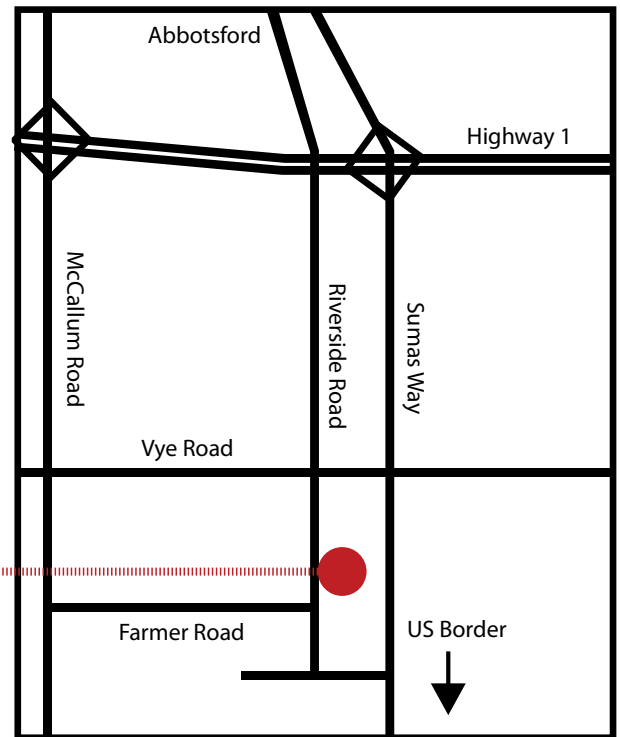 Abbotsford
Highway 1
McCallum Road
Riverside Road
Sumas Way
Vye Road
Farmer Road
US Border